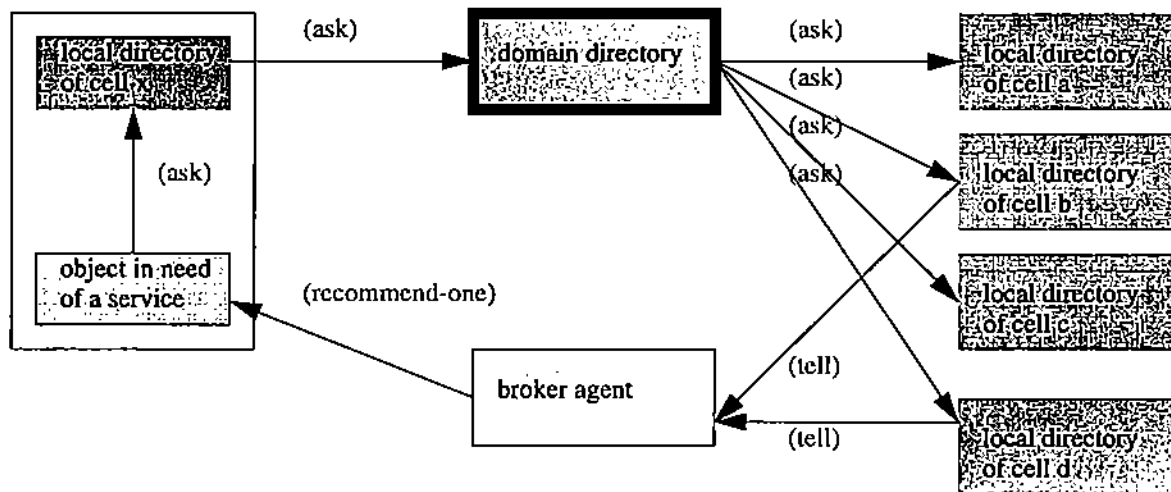 local directory
of cell x
(ask)
domain directory
(ask)
local directory
of cell a
(ask)
(ask)
(ask)
(ask)
local directory
of cell b
object in need
of a service
(recommend-one)
local directory
of cell c
(tell)
broker agent
(tell)
local directory
of cell d